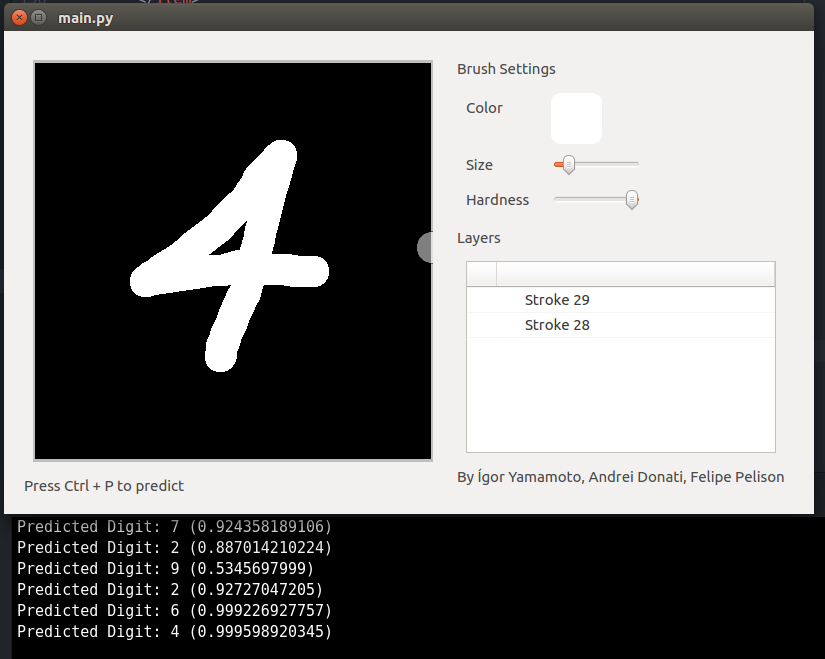 main.py
4
Brush Settings
Color
Size
Hardness
Layers
Stroke 29
Stroke 28
Press Ctrl + P to predict
By Ígor Yamamoto, Andrei Donati, Felipe Pelison
Predicted Digit: 7 (0.924358189106)
Predicted Digit: 2 (0.887014210224)
Predicted Digit: 9 (0.5345697999)
Predicted Digit: 2 (0.92727047205)
Predicted Digit: 6 (0.999226927757)
Predicted Digit: 4 (0.999598920345)